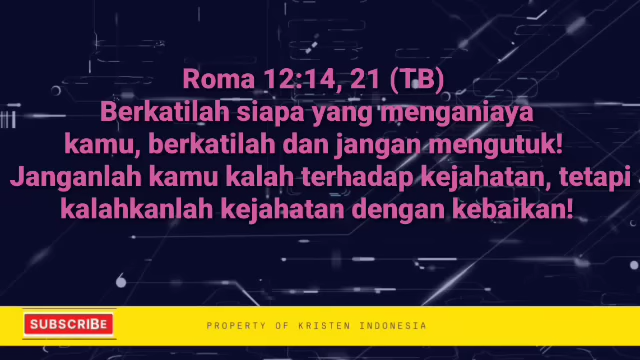 Roma 12:14, 21 (TB)
Berkatilah siapa yang menganiaya
kamu, berkatilah dan jangan mengutuk!
Janganlah kamu kalah terhadap kejahatan, tetapi
kalahkanlah kejahatan dengan kebaikan!
SUBSCRIBE
PROPERTY OF KRISTEN INDONESIA